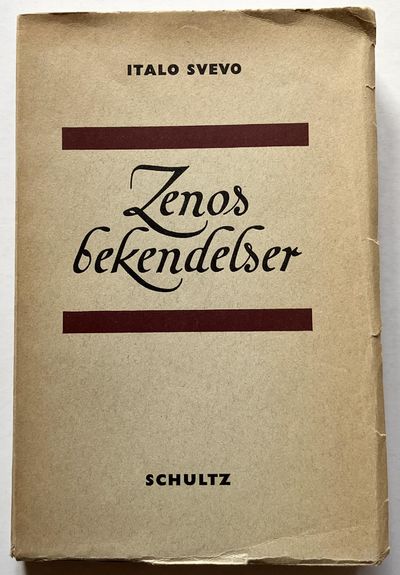 ITALO SVEVO
Zenos
bekendelser
SCHULTZ